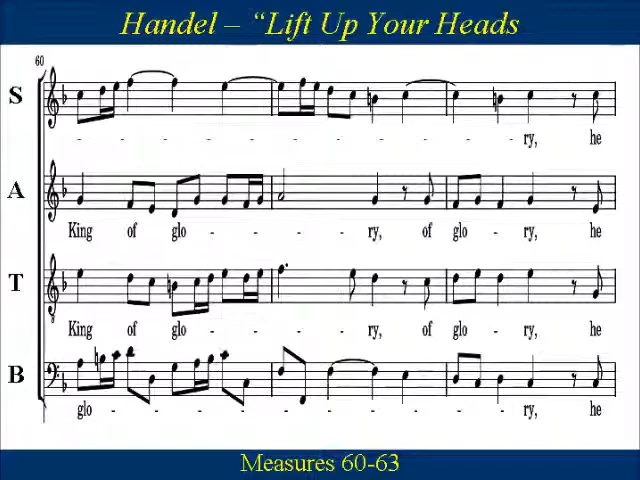 Handel – “Lift Up Your Heads
60
S
- - - - - - - - - - - ry, he
A
King of glo - - - - ry, of glo - ry, he
T
King of glo - - - - ry, of glo - ry, he
B
glo - - - - - - - - - - ry, he
Measures 60-63